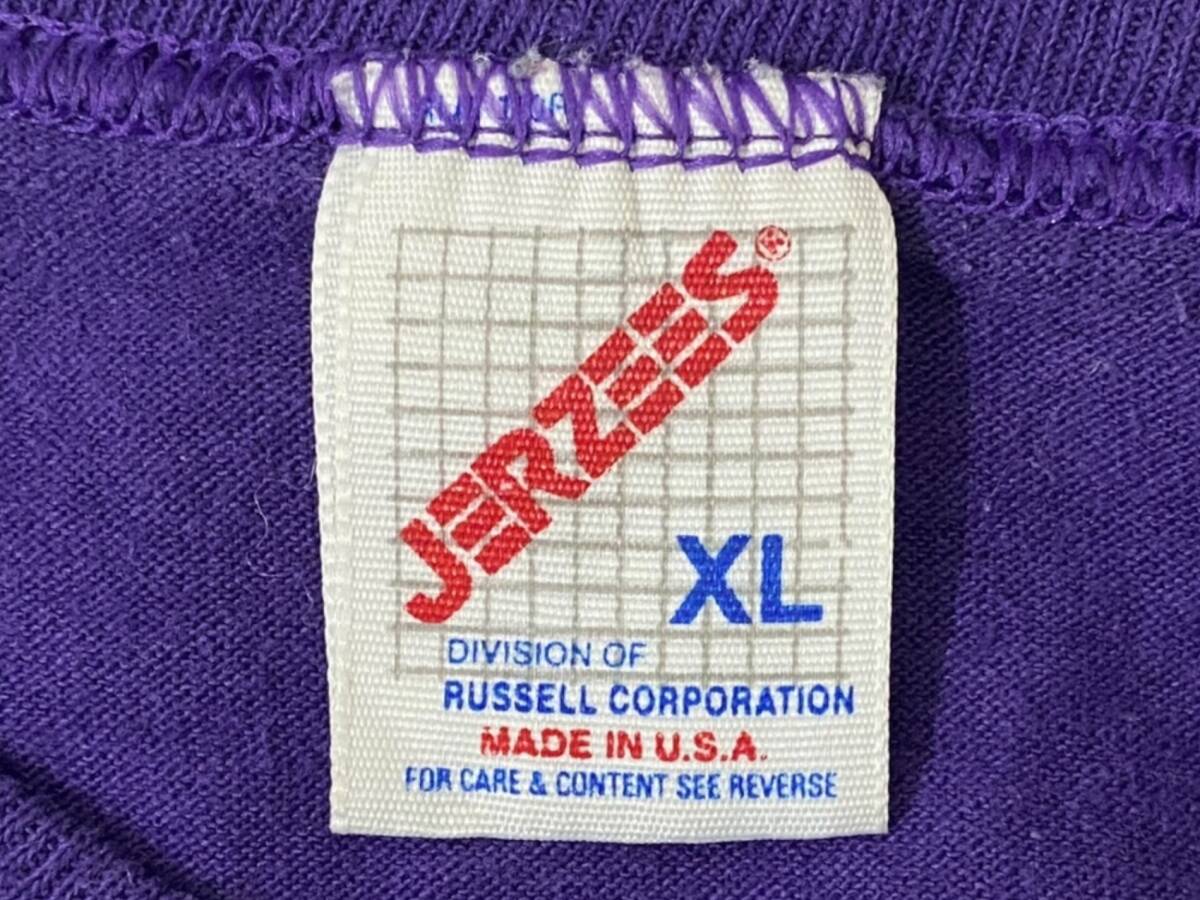 JERZEES®
XL
DIVISION OF
RUSSELL CORPORATION
MADE IN U.S.A.
FOR CARE & CONTENT SEE REVERSE